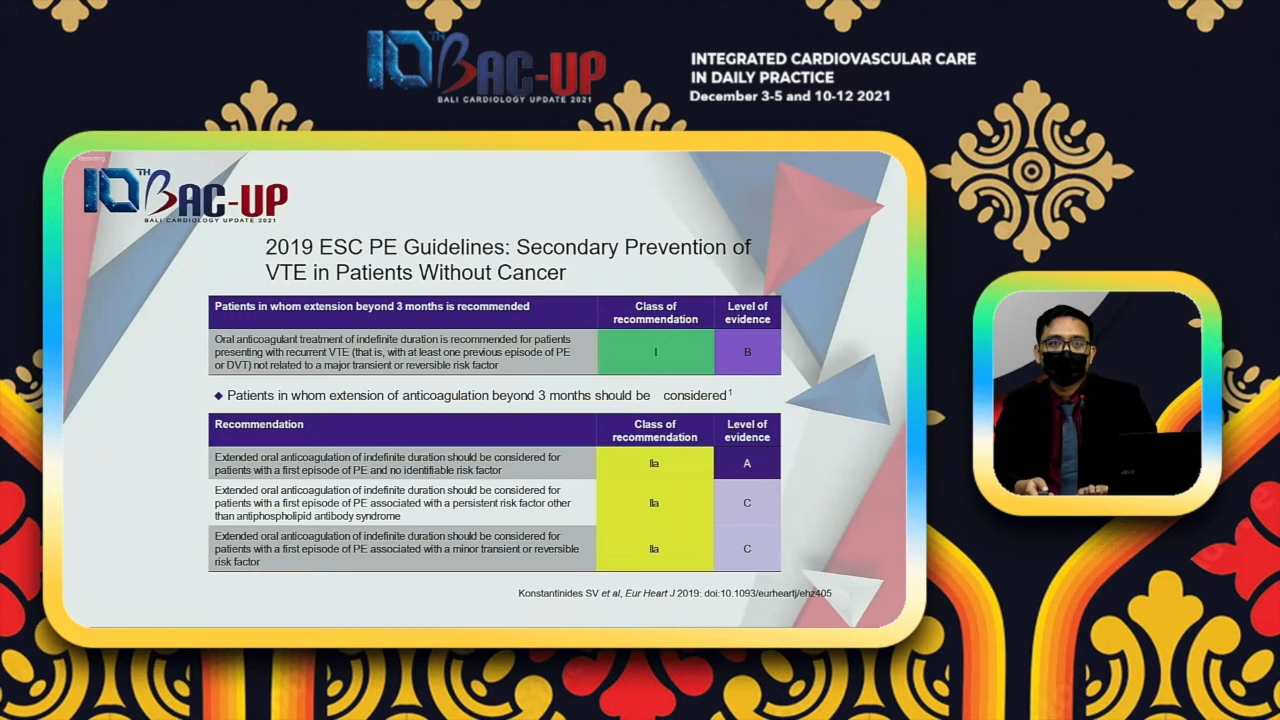 10TH BAC-UP
BALI CARDIOLOGY UPDATE 2021
INTEGRATED CARDIOVASCULAR CARE
IN DAILY PRACTICE
December 3-5 and 10-12 2021
Recording
10TH BAC-UP
BALI CARDIOLOGY UPDATE 2021
2019 ESC PE Guidelines: Secondary Prevention of
VTE in Patients Without Cancer
Patients in whom extension beyond 3 months is recommended
Class of
recommendation
Level of
evidence
Oral anticoagulant treatment of indefinite duration is recommended for patients
presenting with recurrent VTE (that is, with at least one previous episode of PE
or DVT) not related to a major transient or reversible risk factor
I
B
◆ Patients in whom extension of anticoagulation beyond 3 months should be considered¹
Recommendation
Class of
recommendation
Level of
evidence
Extended oral anticoagulation of indefinite duration should be considered for
patients with a first episode of PE and no identifiable risk factor
IIa
A
Extended oral anticoagulation of indefinite duration should be considered for
patients with a first episode of PE associated with a persistent risk factor other
than antiphospholipid antibody syndrome
IIa
C
Extended oral anticoagulation of indefinite duration should be considered for
patients with a first episode of PE associated with a minor transient or reversible
risk factor
IIa
C
Konstantinides SV et al, Eur Heart J 2019: doi:10.1093/eurheartj/ehz405